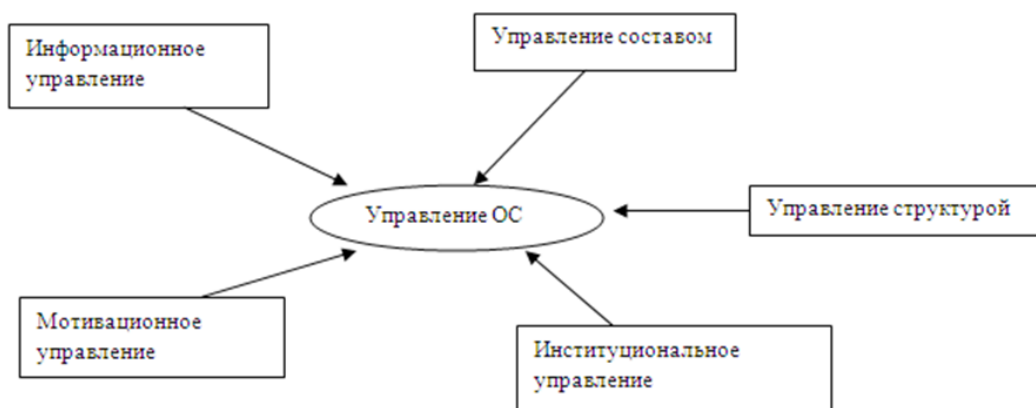 Информационное
управление
Управление составом
Управление ОС
Управление структурой
Мотивационное
управление
Институциональное
управление